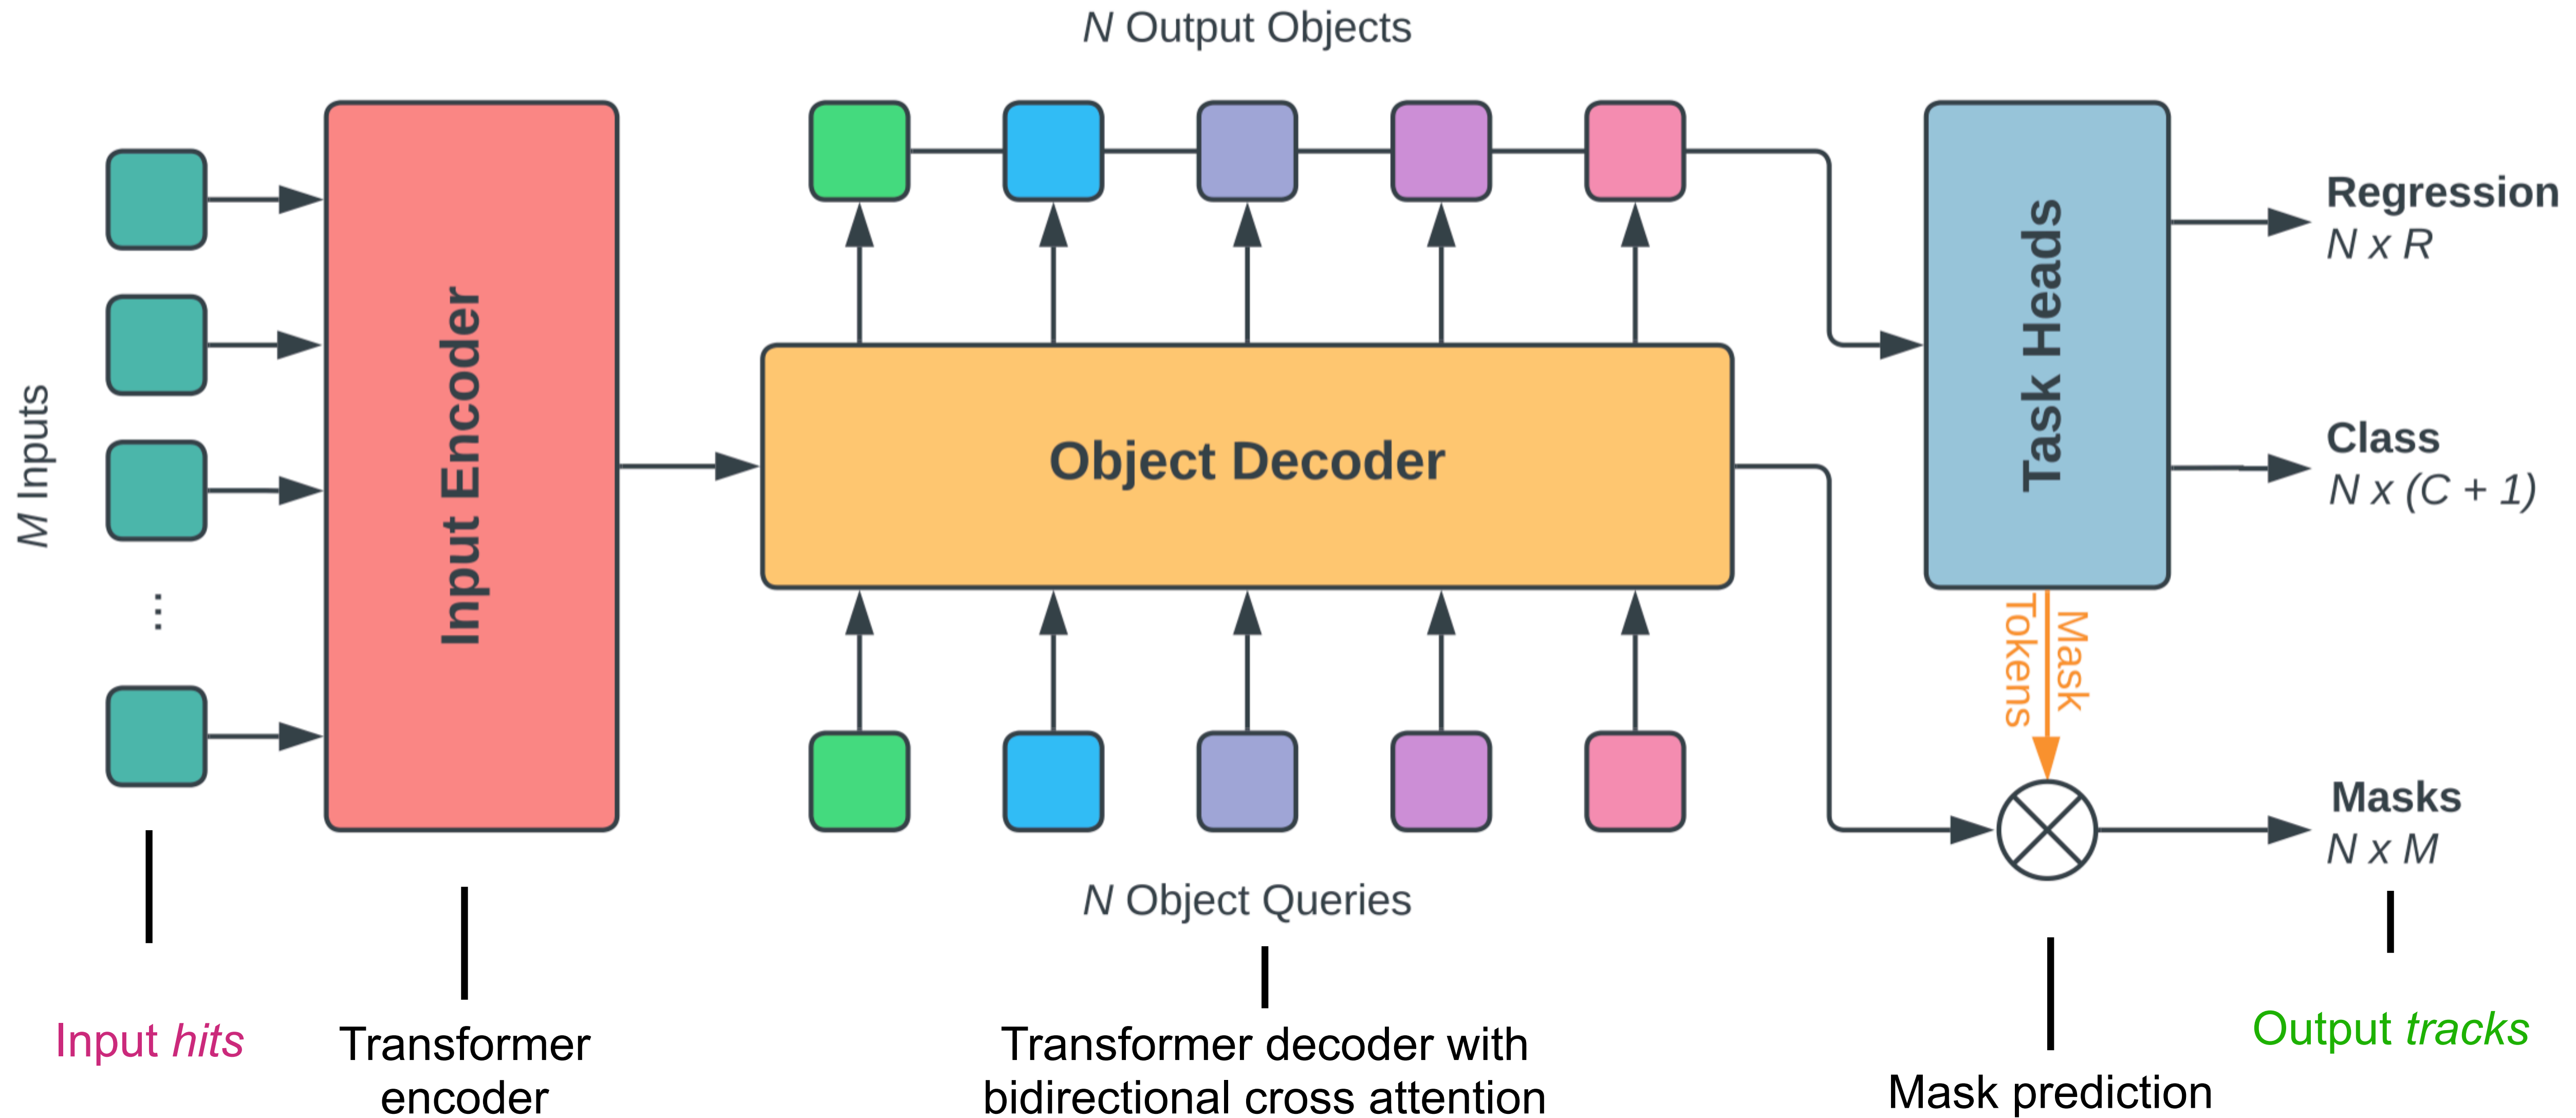 N Output Objects
M Inputs
...
Input Encoder
Object Decoder
Task Heads
Regression
N x R
Class
N x (C + 1)
Mask
Tokens
Masks
N x M
N Object Queries
Input hits
Transformer
encoder
Transformer decoder with
bidirectional cross attention
Mask prediction
Output tracks